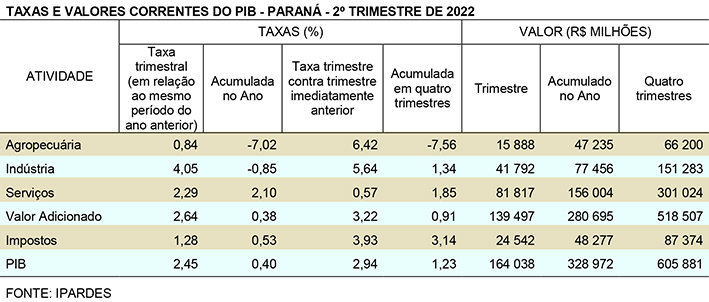 TAXAS E VALORES CORRENTES DO PIB - PARANÁ - 2º TRIMESTRE DE 2022
ATIVIDADE
TAXAS (%)
VALOR (R$ MILHÕES)
Taxa
trimestral
(em relação
ao mesmo
período do
ano anterior)
Acumulada
no Ano
Taxa trimestre
contra trimestre
imediatamente
anterior
Acumulada
em quatro
trimestres
Trimestre
Acumulado
no Ano
Quatro
trimestres
Agropecuária 0,84 -7,02 6,42 -7,56 15 888 47 235 66 200
Indústria 4,05 -0,85 5,64 1,34 41 792 77 456 151 283
Serviços 2,29 2,10 0,57 1,85 81 817 156 004 301 024
Valor Adicionado 2,64 0,38 3,22 0,91 139 497 280 695 518 507
Impostos 1,28 0,53 3,93 3,14 24 542 48 277 87 374
PIB 2,45 0,40 2,94 1,23 164 038 328 972 605 881
FONTE: IPARDES